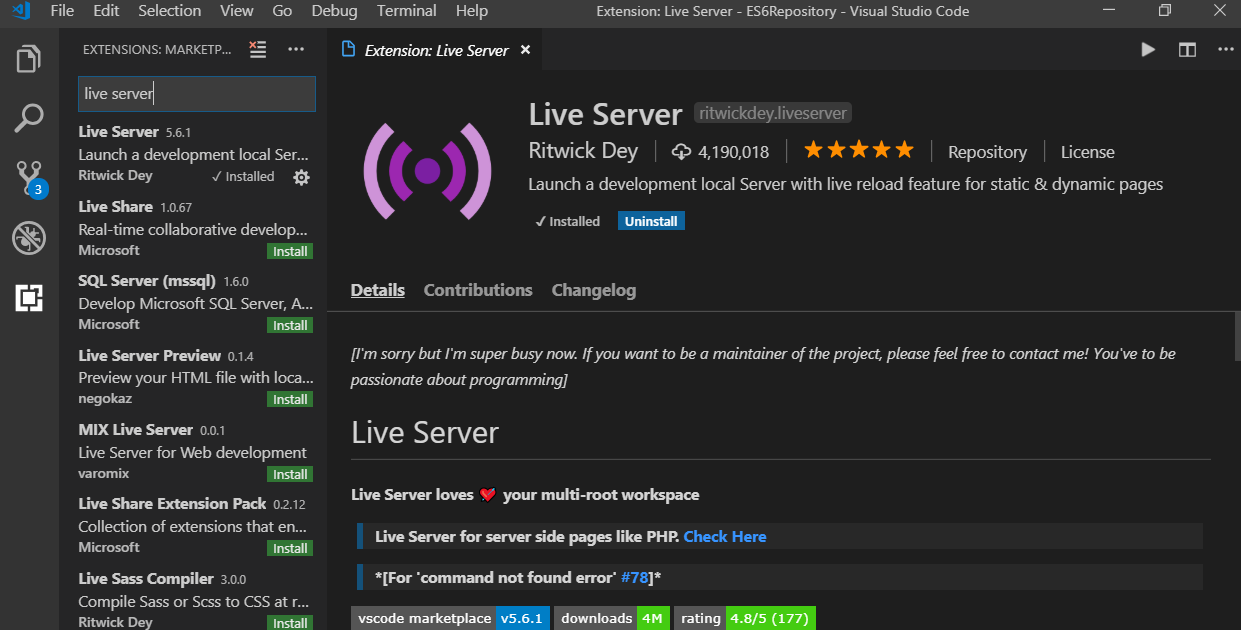 File Edit Selection View Go Debug Terminal Help Extension: Live Server - ES6Repository - Visual Studio Code
EXTENSIONS: MARKETP...
Extension: Live Server
live server
Live Server 5.6.1
Launch a development local Ser...
Ritwick Dey ✓ Installed
Live Share 1.0.67
Real-time collaborative develop...
Microsoft Install
SQL Server (mssql) 1.6.0
Develop Microsoft SQL Server, A...
Microsoft Install
Live Server Preview 0.1.4
Preview your HTML file with loca...
negokaz Install
MIX Live Server 0.0.1
Live Server for Web development
varomix Install
Live Share Extension Pack 0.2.12
Collection of extensions that en...
Microsoft Install
Live Sass Compiler 3.0.0
Compile Sass or Scss to CSS at r...
Ritwick Dey Install
3
Live Server ritwickdey.liveserver
Ritwick Dey 4,190,018 ★★★★★ Repository License
Launch a development local Server with live reload feature for static & dynamic pages
✓ Installed Uninstall
Details Contributions Changelog
[I'm sorry but I'm super busy now. If you want to be a maintainer of the project, please feel free to contact me! You've to be
passionate about programming]
Live Server
Live Server loves ❤ your multi-root workspace
Live Server for server side pages like PHP. Check Here
*[For 'command not found error' #78]*
vscode marketplace v5.6.1 downloads 4M rating 4.8/5 (177)